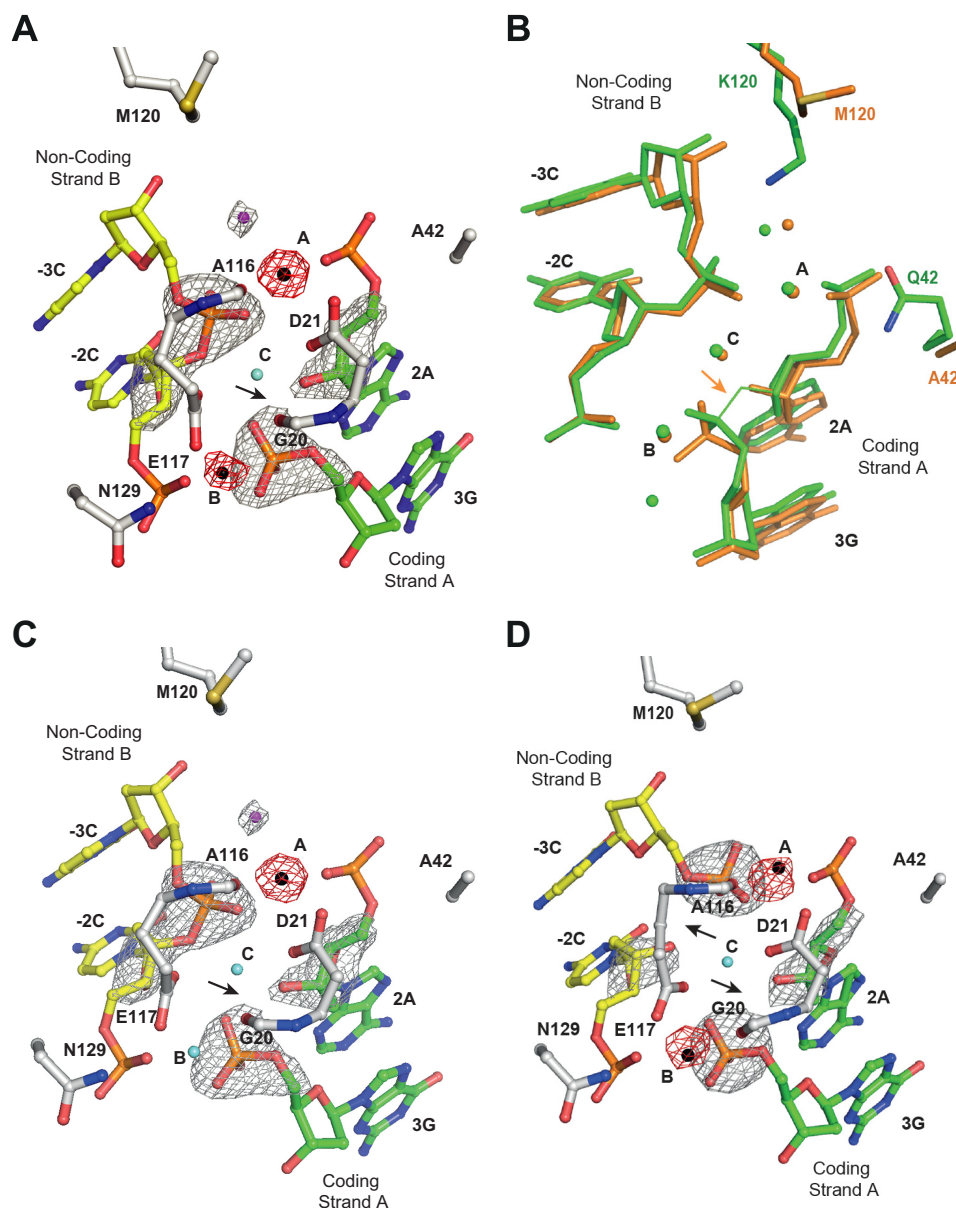 A
M120
Non-Coding
Strand B
A
A42
A116
-3C
D21
C
-2C
2A
G20
E117
N129
B
3G
Coding
Strand A
B
Non-Coding
Strand B
K120
M120
-3C
A
-2C
Q42
C
A42
2A
B
Coding
Strand A
3G
C
M120
Non-Coding
Strand B
-3C
A
A116
A42
D21
-2C
C
2A
G20
E117
B
N129
3G
Coding
Strand A
D
M120
Non-Coding
Strand B
-3C
A
A42
A116
D21
-2C
C
2A
G20
N129
E117
B
3G
Coding
Strand A